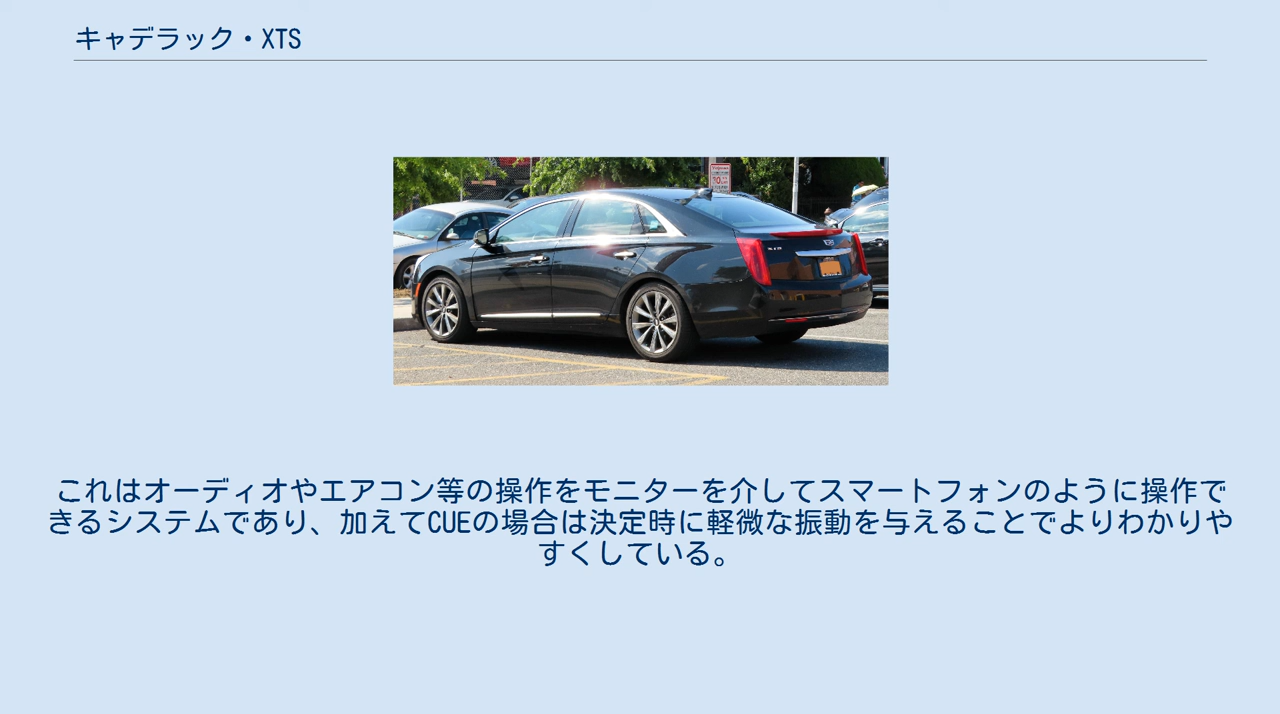 キャデラック・XTS
これはオーディオやエアコン等の操作をモニターを介してスマートフォンのように操作で
きるシステムであり、加えてCUEの場合は決定時に軽微な振動を与えることでよりわかりや
すくしている。
XTS